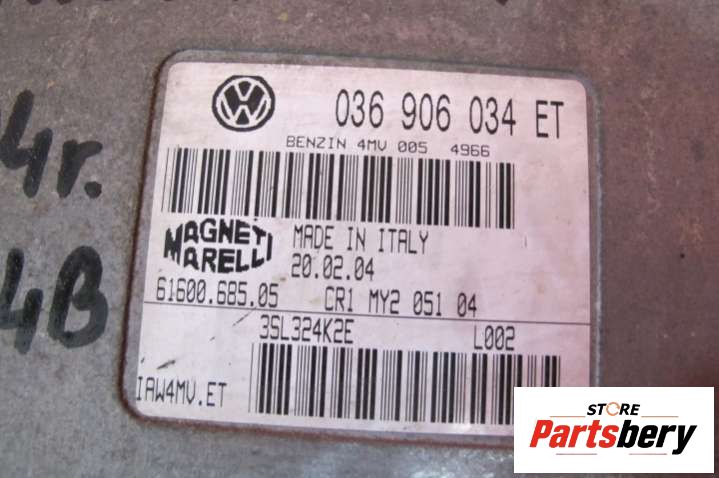 4r.
4B
VW
036 906 034 ET
BENZIN 4MV 005 4966
MAGNETI MARELLI
MADE IN ITALY
20.02.04
61600.685.05 CR1 MY2 051 04
3SL324K2E L002
IAW4MV.ET
STORE
Partsbery